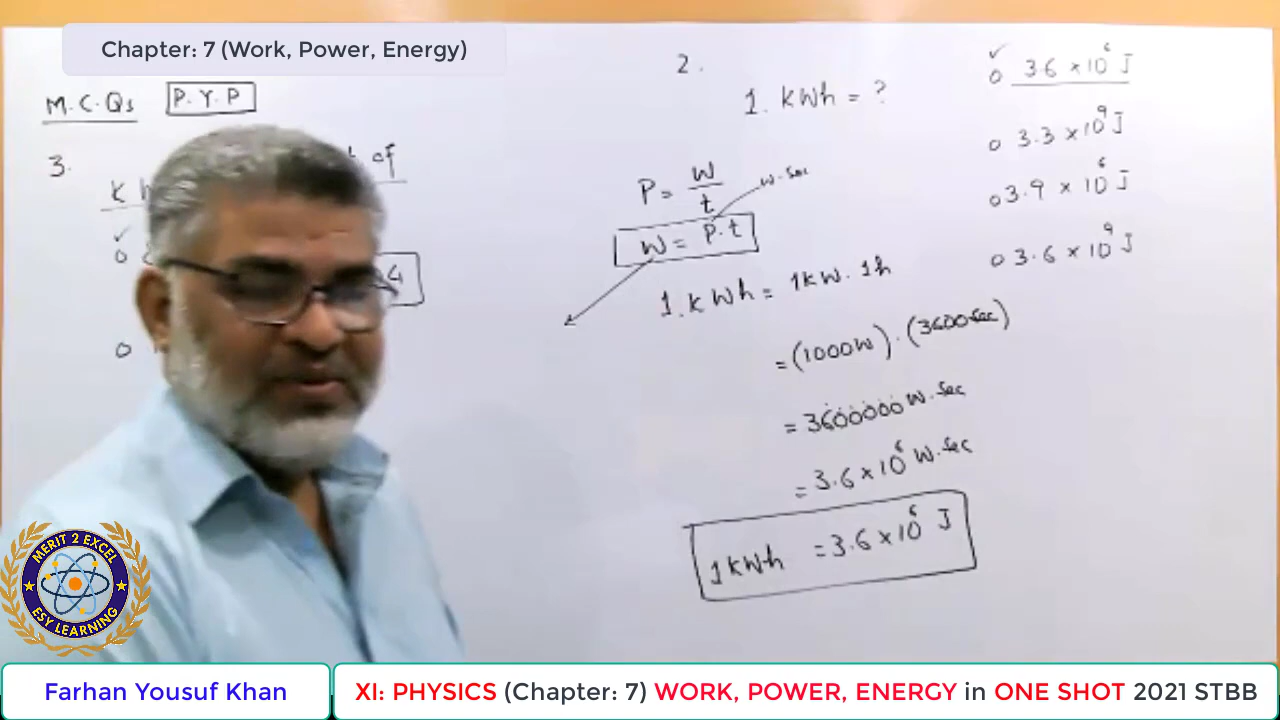 Chapter: 7 (Work, Power, Energy)
M.C.Qs P.Y.P
3.
of
K
2.
1. kWh = ?
P = W/t
w.sec
W = P.t
1.kWh = 1kW.1h
= (1000W).(3600sec)
= 3600000 W.sec
= 3.6 x 10⁶ W.sec
1kWh = 3.6 x 10⁶ J
✓ o 3.6 x 10⁶ J
o 3.3 x 10⁹ J
o 3.9 x 10⁶ J
o 3.6 x 10⁹ J
✓
o
o
MERIT 2 EXCEL
ESY LEARNING
Farhan Yousuf Khan
XI: PHYSICS (Chapter: 7) WORK, POWER, ENERGY in ONE SHOT 2021 STBB